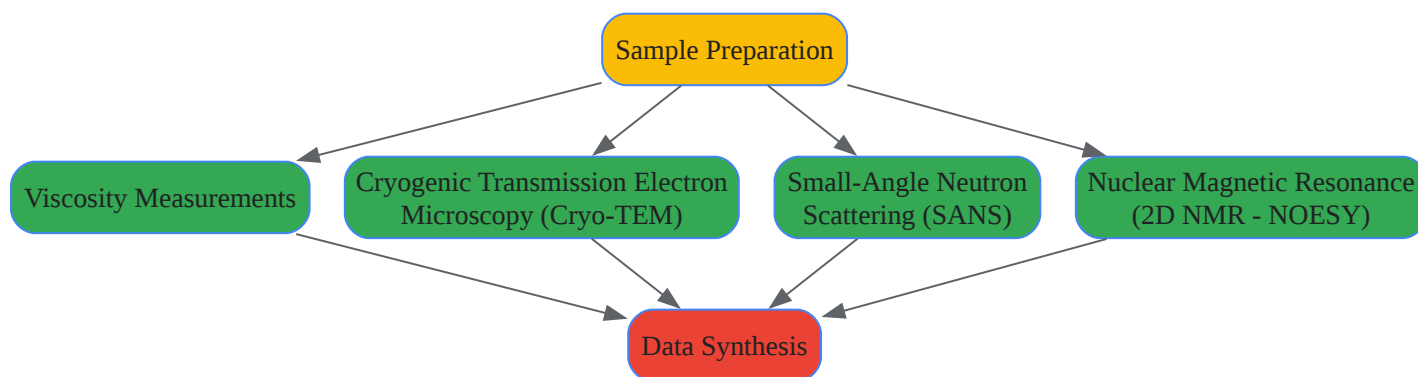 Sample Preparation
Viscosity Measurements
Cryogenic Transmission Electron
Microscopy (Cryo-TEM)
Small-Angle Neutron
Scattering (SANS)
Nuclear Magnetic Resonance
(2D NMR - NOESY)
Data Synthesis